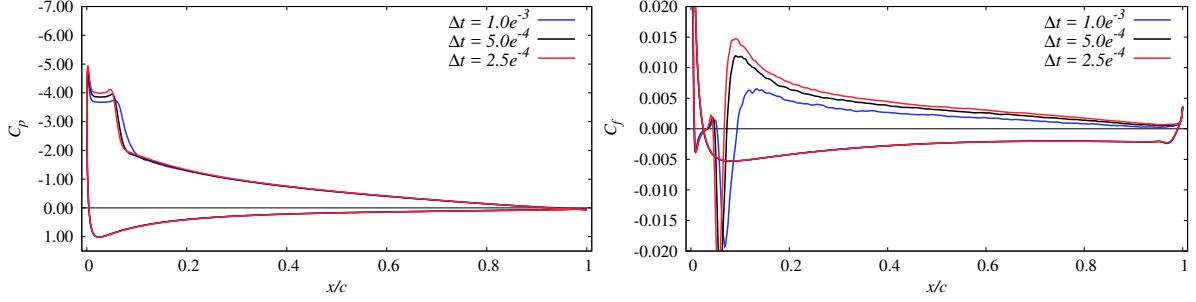 -7.00
-6.00
-5.00
-4.00
-3.00
-2.00
-1.00
0.00
1.00
C_p
Δt = 1.0e^{-3}
Δt = 5.0e^{-4}
Δt = 2.5e^{-4}
0 0.2 0.4 0.6 0.8 1
x/c
0.020
0.015
0.010
0.005
0.000
-0.005
-0.010
-0.015
-0.020
C_f
Δt = 1.0e^{-3}
Δt = 5.0e^{-4}
Δt = 2.5e^{-4}
0 0.2 0.4 0.6 0.8 1
x/c